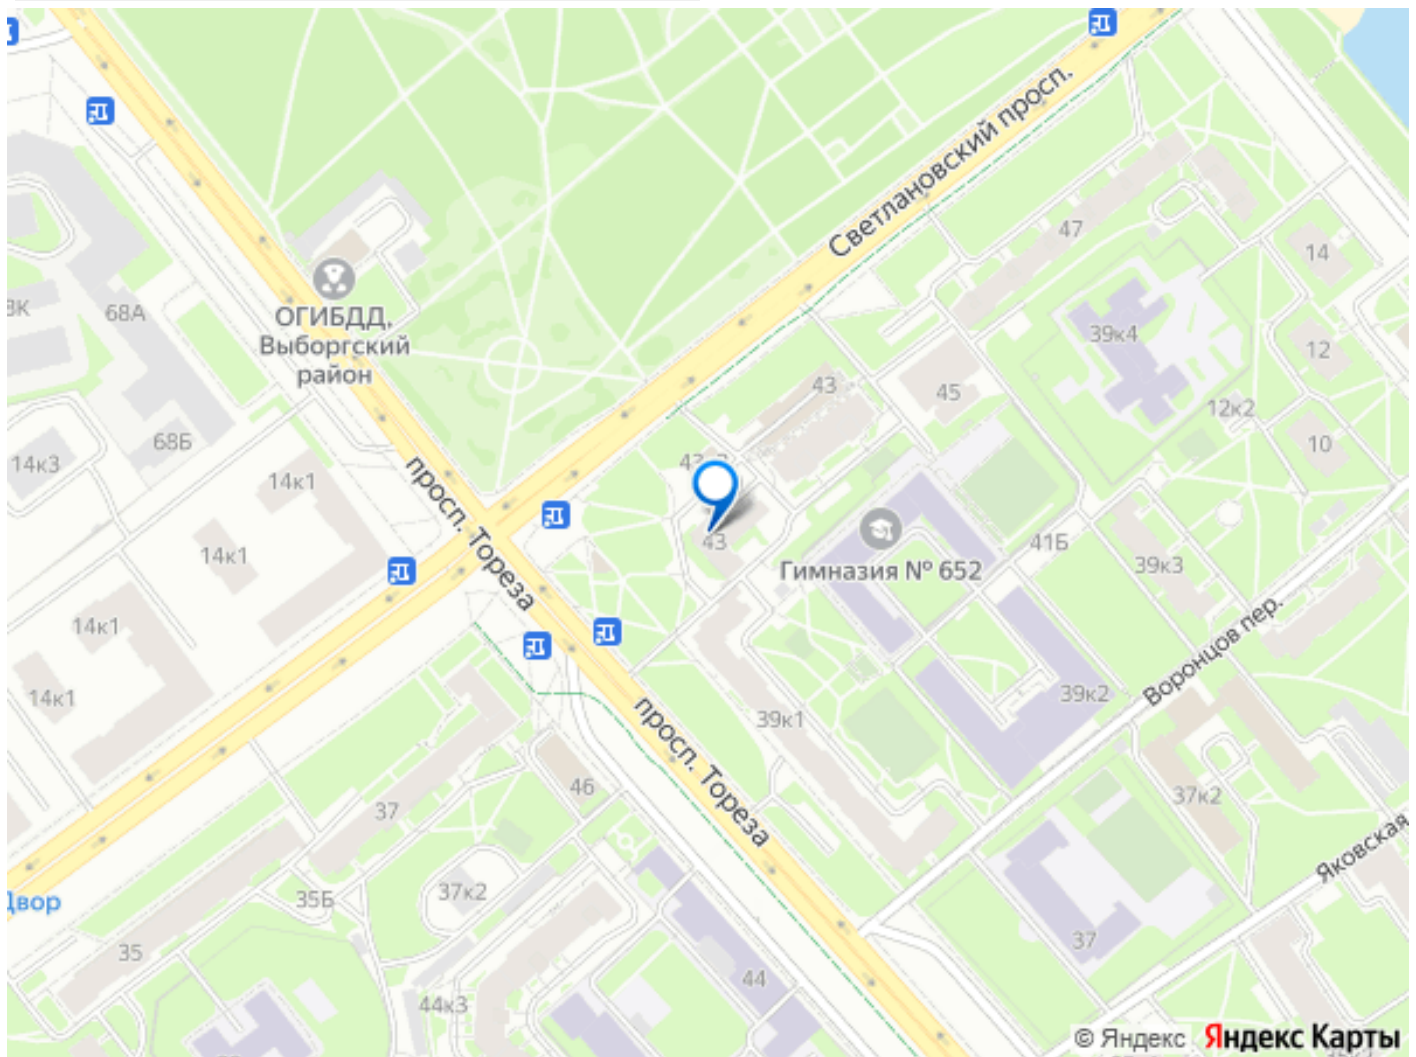 Светлановский просп.
47
14
ОГИБДД,
Выборгский
район
68А
39к4
12
43
45
12к2
68Б
10
14к3
14к1
просп. Тореза
14к1
43
Гимназия № 652
41Б
39к3
14к1
Воронцов пер.
14к1
39к2
39к1
просп. Тореза
46
37к2
37
Яковская
37к2
35Б
Двор
35
37
44
44к3
© Яндекс Яндекс Карты